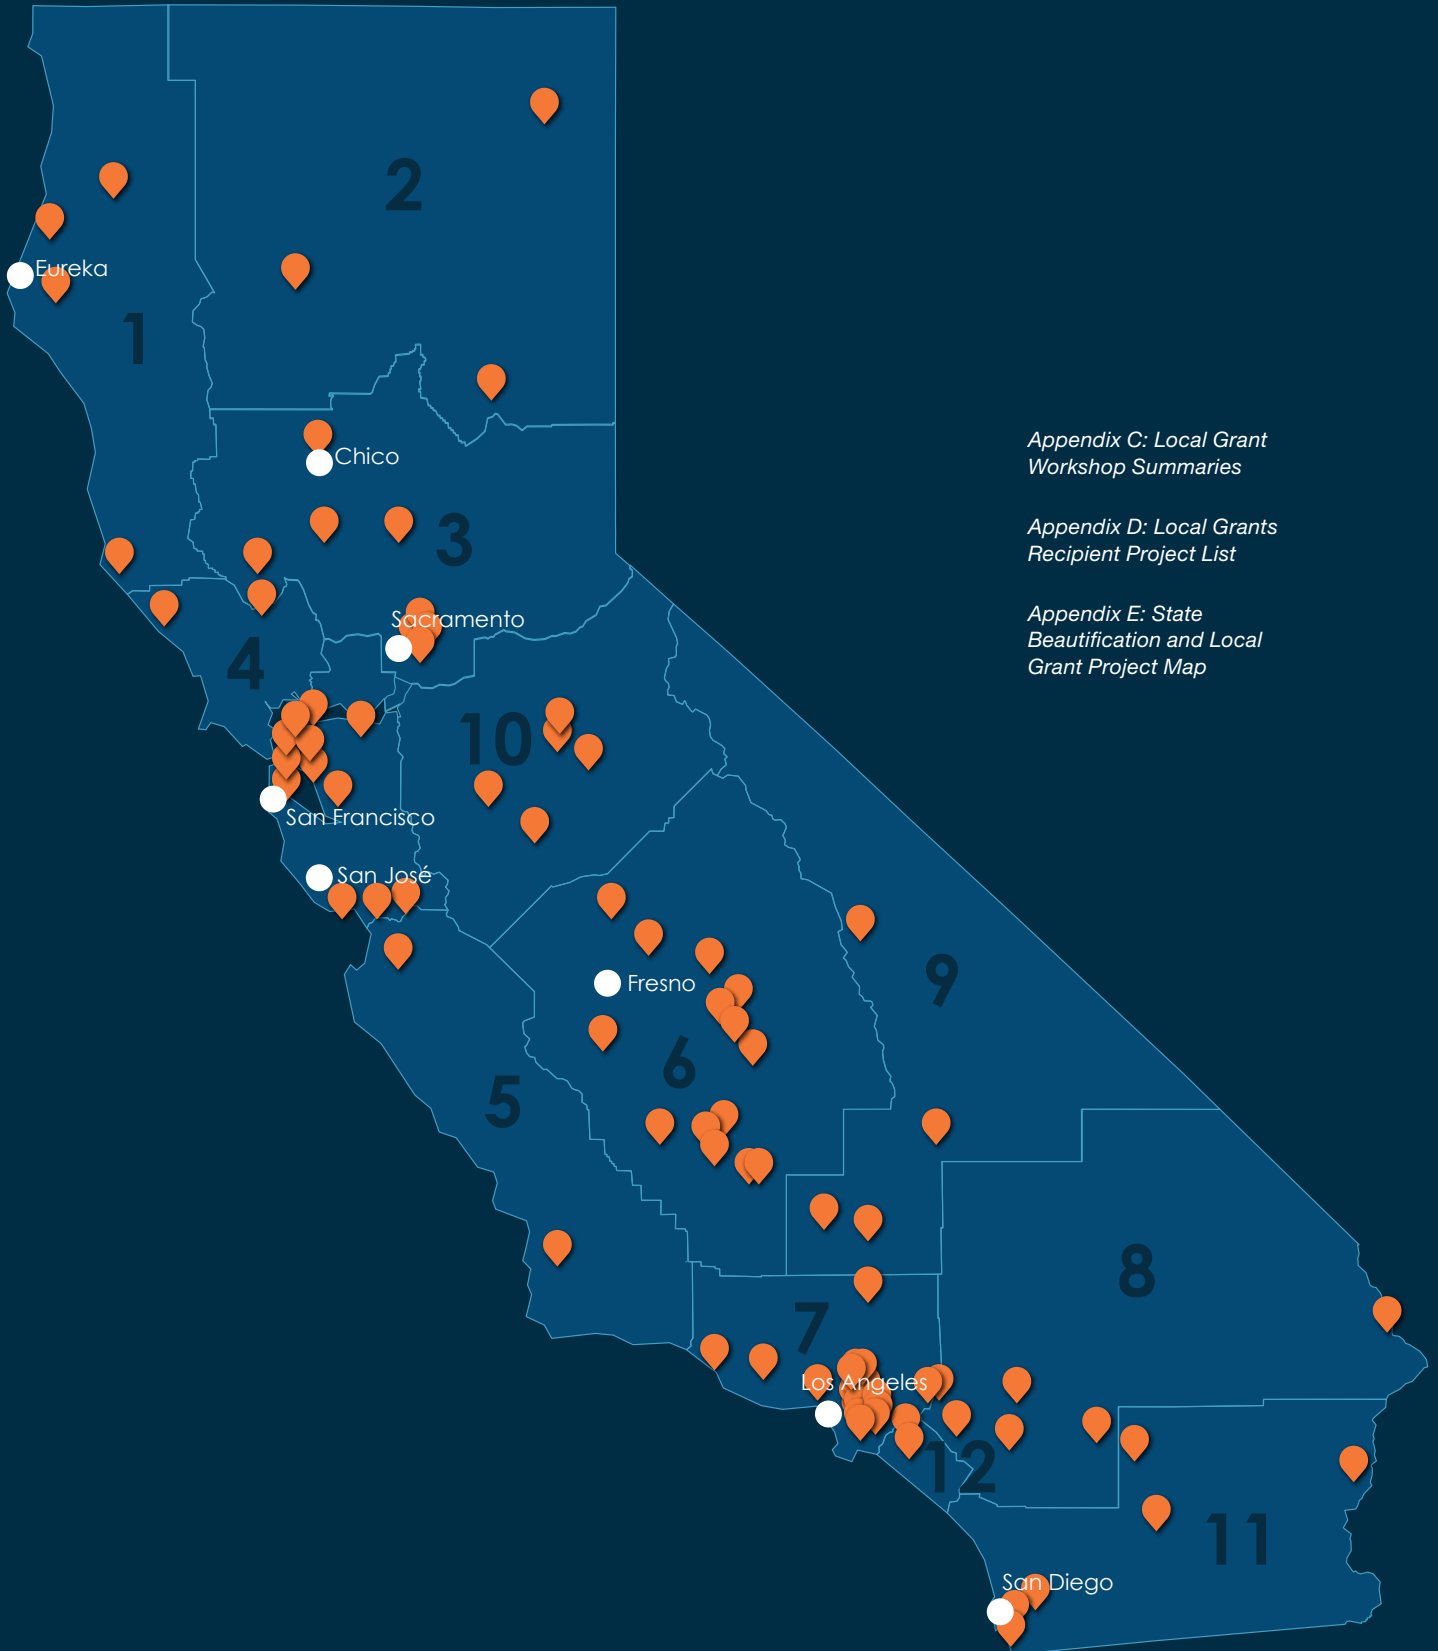 2
Eureka
1
Chico
3
Sacramento
4
10
San Francisco
San José
Fresno
9
6
5
8
7
Los Angeles
12
11
San Diego
Appendix C: Local Grant
Workshop Summaries
Appendix D: Local Grants
Recipient Project List
Appendix E: State
Beautification and Local
Grant Project Map